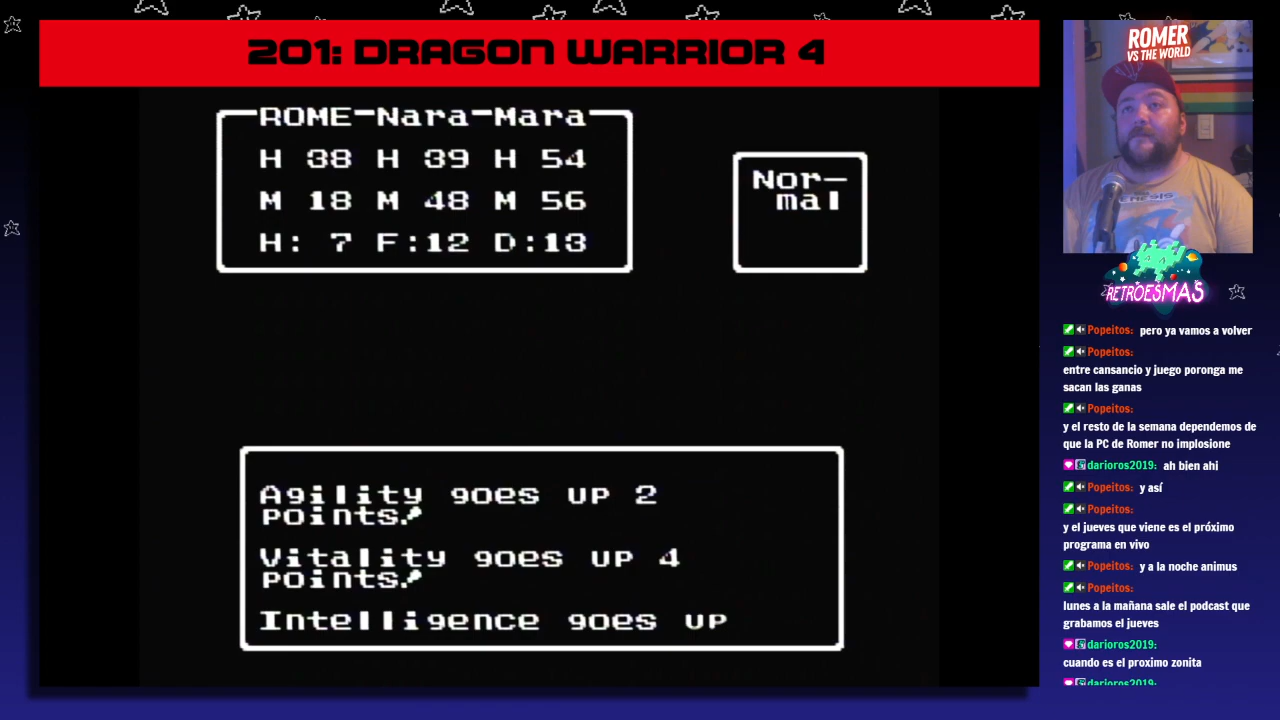 201: DRAGON WARRIOR 4
ROME-Nara-Mara
H 38 H 39 H 54
M 18 M 48 M 56
H: 7 F:12 D:13
Nor-
mal
Agility goes up 2
points!
Vitality goes up 4
points!
Intelligence goes up
ROMER
VS THE WORLD
GENESIS
RETROESMAS
Popeitos: pero ya vamos a volver
Popeitos:
entre cansancio y juego poronga me
sacan las ganas
Popeitos:
y el resto de la semana dependemos de
que la PC de Romer no implosione
darioros2019: ah bien ahi
Popeitos: y así
Popeitos:
y el jueves que viene es el próximo
programa en vivo
Popeitos: y a la noche animus
Popeitos:
lunes a la mañana sale el podcast que
grabamos el jueves
darioros2019:
cuando es el proximo zonita
darioros2019: